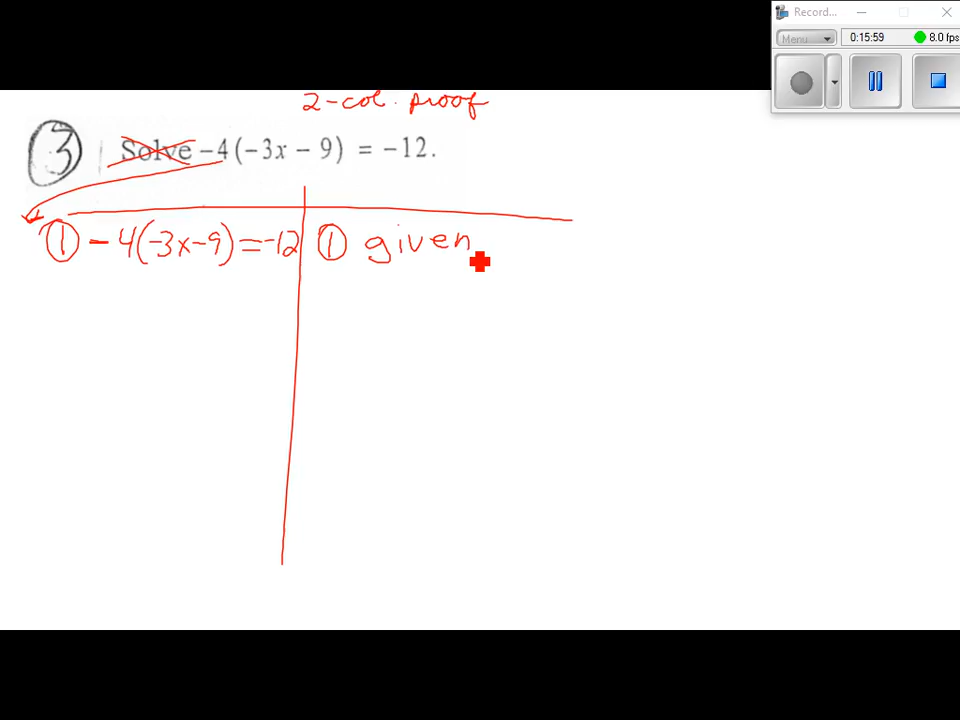 Record...
Menu
0:15:59
8.0 fps
2-col. proof
③ Solve -4(-3x - 9) = -12.
① -4(-3x-9)=-12 ① given